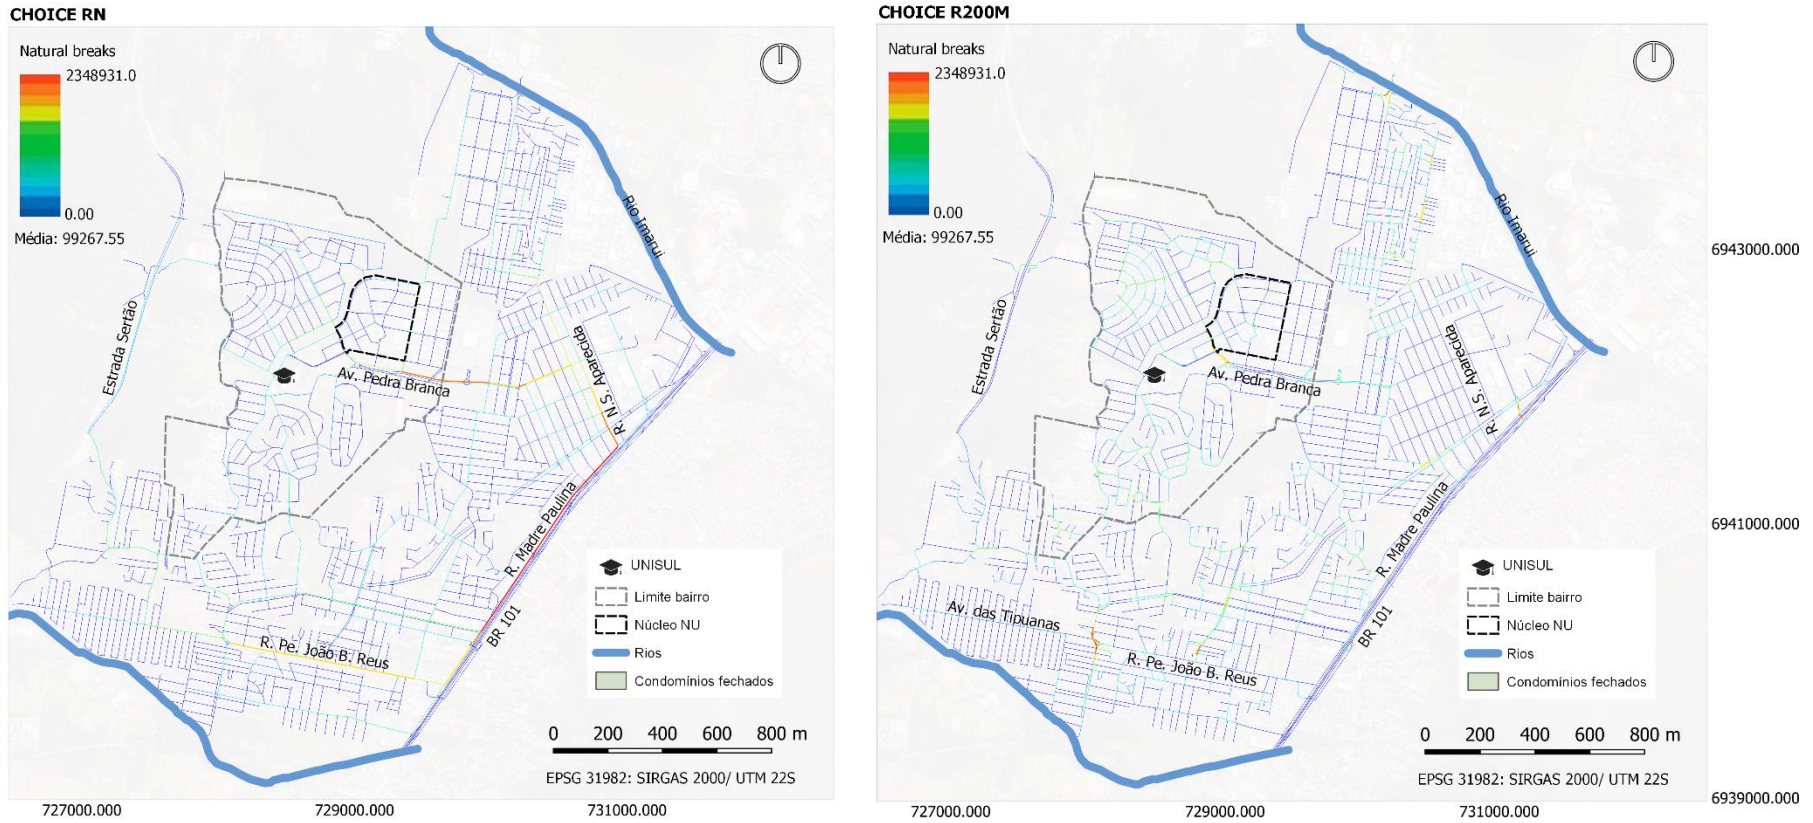 CHOICE RN
Natural breaks
2348931.0
0.00
Média: 99267.55
Rio Imarui
Estrada Sertão
R. N.S. Aparecida
Av. Pedra Branca
R. Madre Paulina
BR 101
R. Pe. João B. Reus
UNISUL
Limite bairro
Núcleo NU
Rios
Condomínios fechados
0 200 400 600 800 m
EPSG 31982: SIRGAS 2000/ UTM 22S
727000.000 729000.000 731000.000
CHOICE R200M
Natural breaks
2348931.0
0.00
Média: 99267.55
Rio Imarui
Estrada Sertão
R. N.S. Aparecida
Av. Pedra Branca
R. Madre Paulina
BR 101
Av. das Tipuanas
R. Pe. João B. Reus
UNISUL
Limite bairro
Núcleo NU
Rios
Condomínios fechados
0 200 400 600 800 m
EPSG 31982: SIRGAS 2000/ UTM 22S
727000.000 729000.000 731000.000
6943000.000
6941000.000
6939000.000